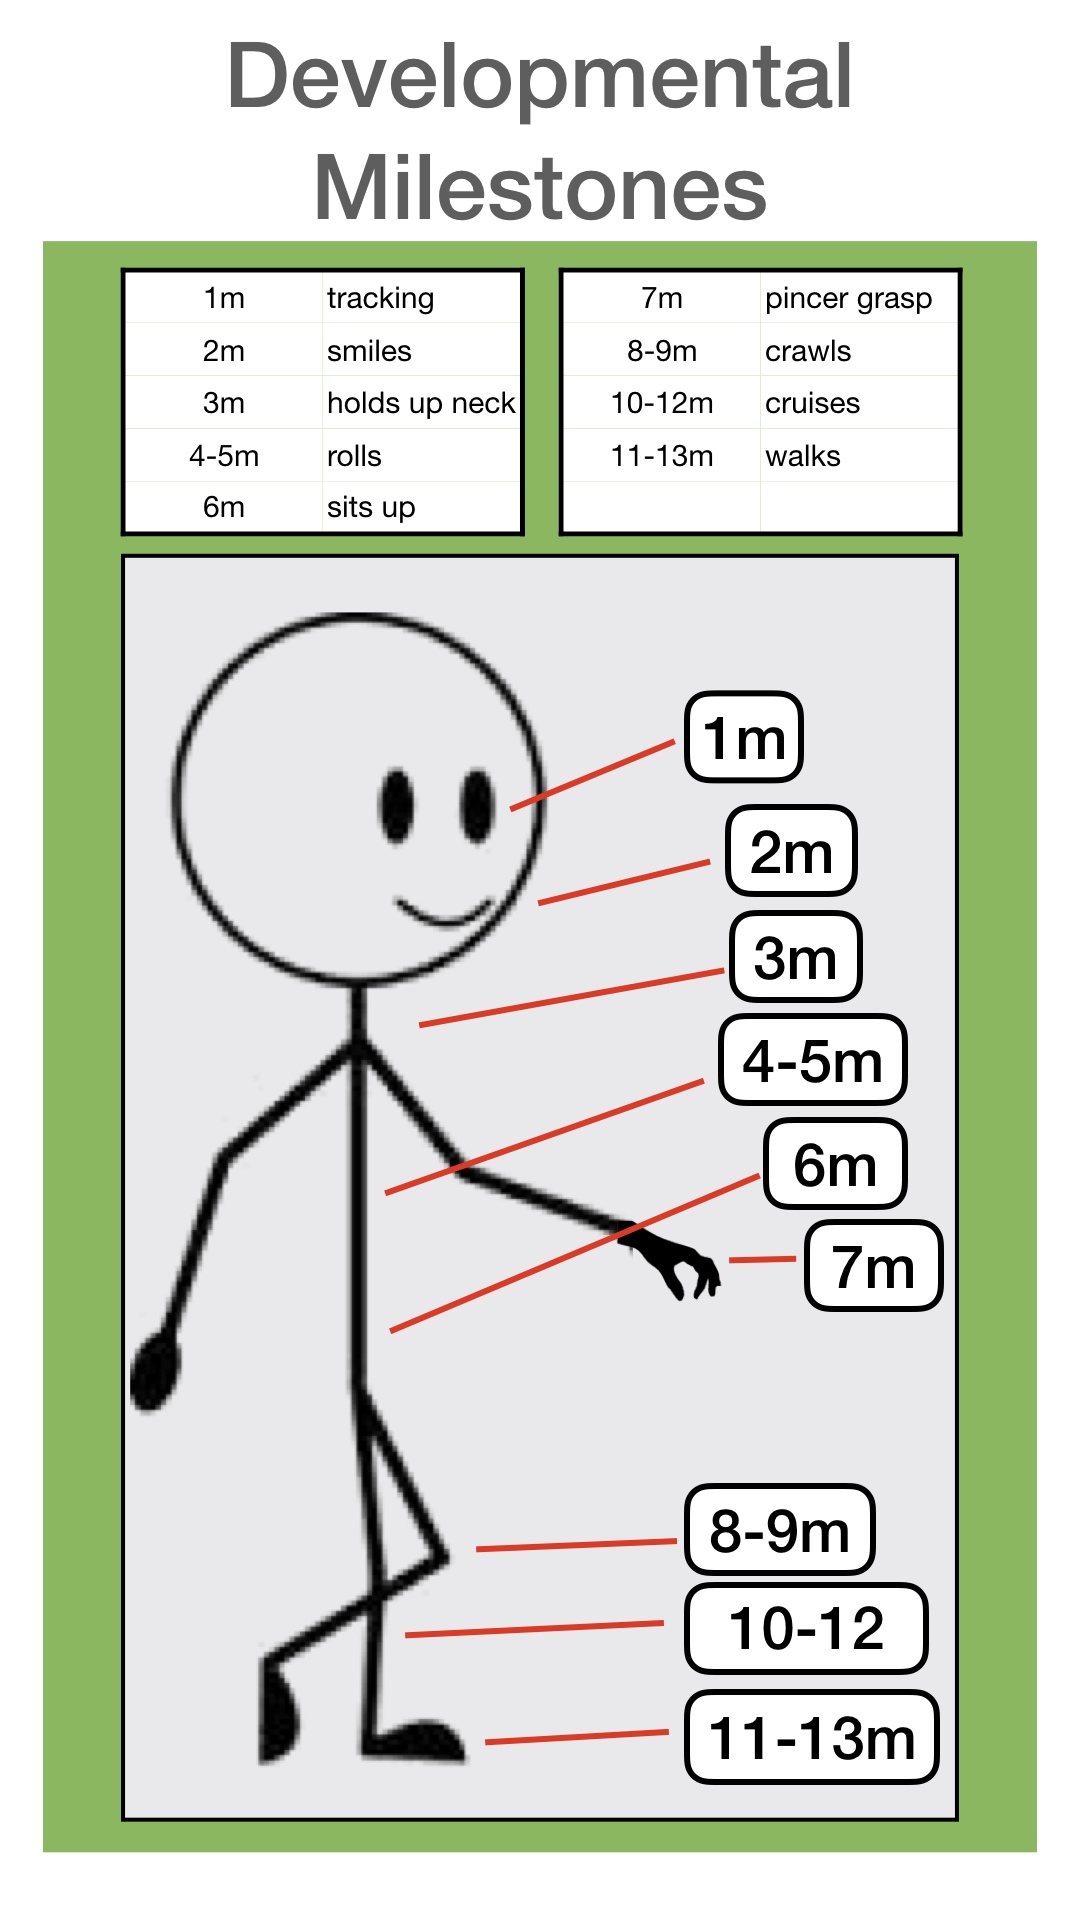 Developmental
Milestones
1m tracking
2m smiles
3m holds up neck
4-5m rolls
6m sits up
7m pincer grasp
8-9m crawls
10-12m cruises
11-13m walks
1m
2m
3m
4-5m
6m
7m
8-9m
10-12
11-13m